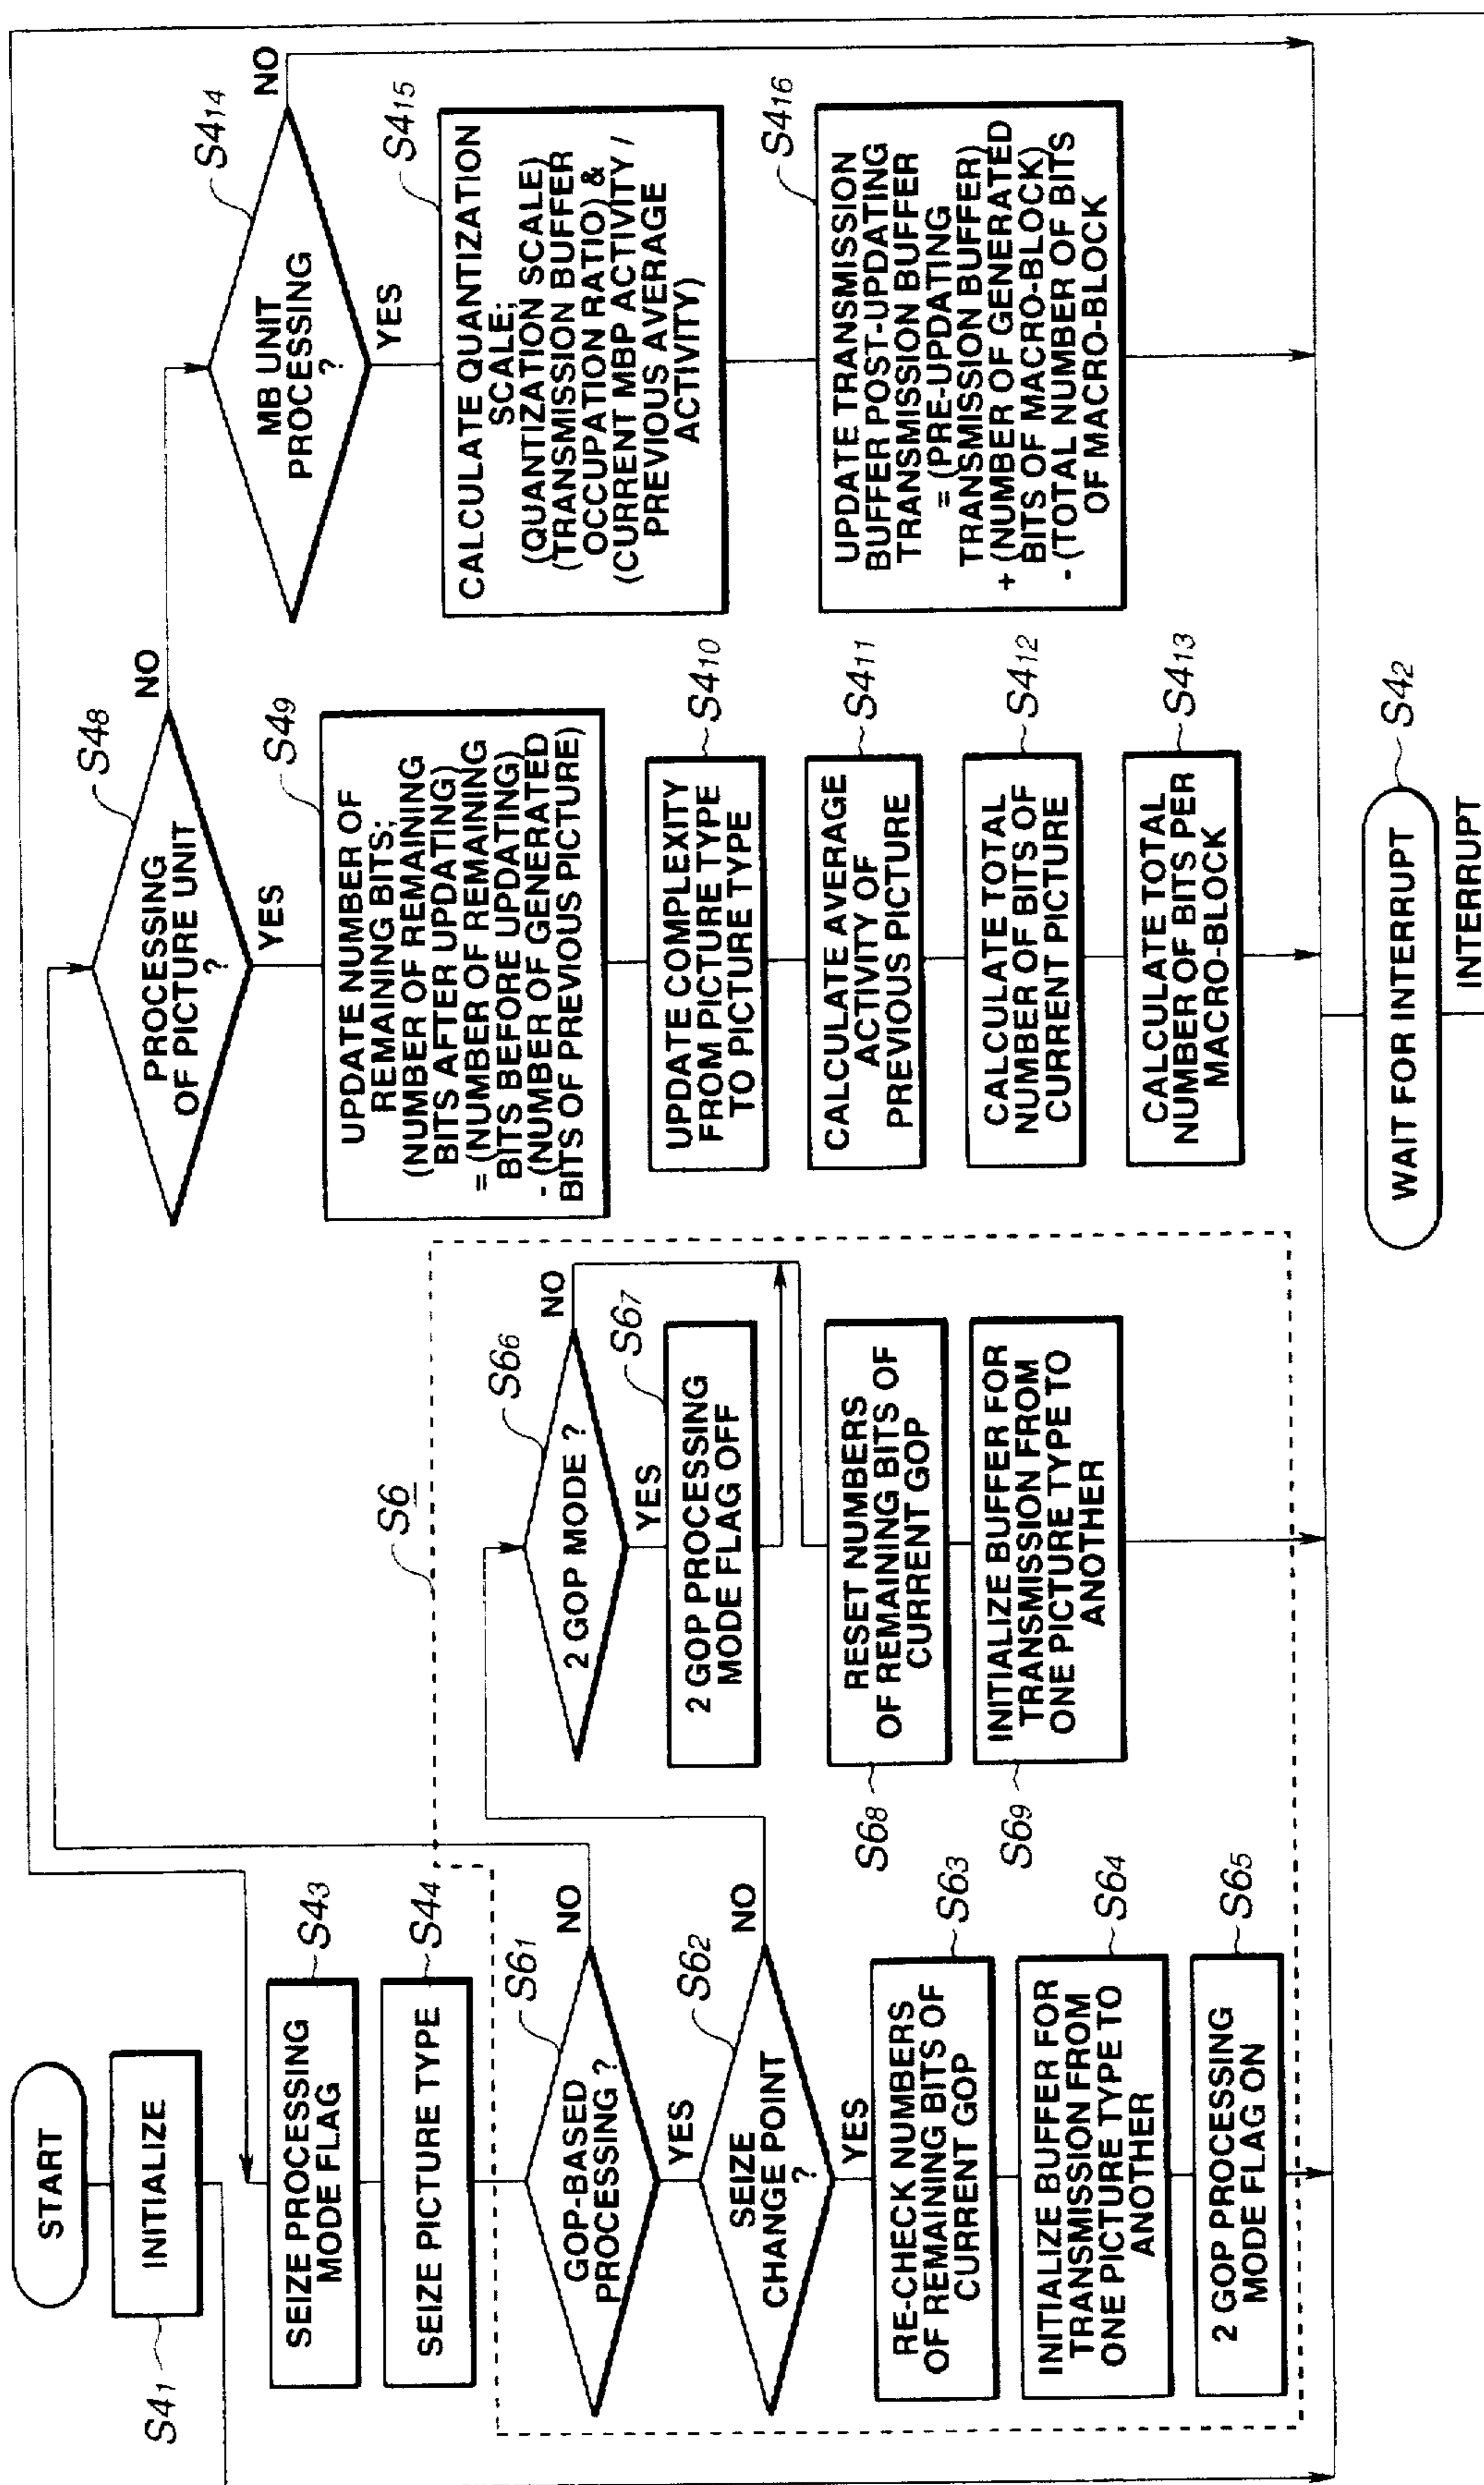 START
INITIALIZE
S41
SEIZE PROCESSING
MODE FLAG
S43
SEIZE PICTURE TYPE
S44
S6
GOP-BASED
PROCESSING ?
S61
NO
YES
SEIZE
CHANGE POINT
?
S62
NO
YES
RE-CHECK NUMBERS
OF REMAINING BITS OF
CURRENT GOP
S63
INITIALIZE BUFFER FOR
TRANSMISSION FROM
ONE PICTURE TYPE TO
ANOTHER
S64
2 GOP PROCESSING
MODE FLAG ON
S65
2 GOP MODE ?
S66
NO
YES
2 GOP PROCESSING
MODE FLAG OFF
S67
RESET NUMBERS
OF REMAINING BITS OF
CURRENT GOP
S68
INITIALIZE BUFFER FOR
TRANSMISSION FROM
ONE PICTURE TYPE TO
ANOTHER
S69
PROCESSING
OF PICTURE UNIT
?
S48
NO
YES
UPDATE NUMBER OF
REMAINING BITS;
(NUMBER OF REMAINING
BITS AFTER UPDATING)
= (NUMBER OF REMAINING
BITS BEFORE UPDATING)
- (NUMBER OF GENERATED
BITS OF PREVIOUS PICTURE)
S49
UPDATE COMPLEXITY
FROM PICTURE TYPE
TO PICTURE TYPE
S410
CALCULATE AVERAGE
ACTIVITY OF
PREVIOUS PICTURE
S411
CALCULATE TOTAL
NUMBER OF BITS OF
CURRENT PICTURE
S412
CALCULATE TOTAL
NUMBER OF BITS PER
MACRO-BLOCK
S413
MB UNIT
PROCESSING
?
S414
NO
YES
CALCULATE QUANTIZATION
SCALE;
(QUANTIZATION SCALE)
(TRANSMISSION BUFFER
OCCUPATION RATIO) &
(CURRENT MBP ACTIVITY /
PREVIOUS AVERAGE
ACTIVITY)
S415
UPDATE TRANSMISSION
BUFFER POST-UPDATING
TRANSMISSION BUFFER
= (PRE-UPDATING
TRANSMISSION BUFFER)
+ (NUMBER OF GENERATED
BITS OF MACRO-BLOCK)
- (TOTAL NUMBER OF BITS
OF MACRO-BLOCK
S416
WAIT FOR INTERRUPT
S42
INTERRUPT